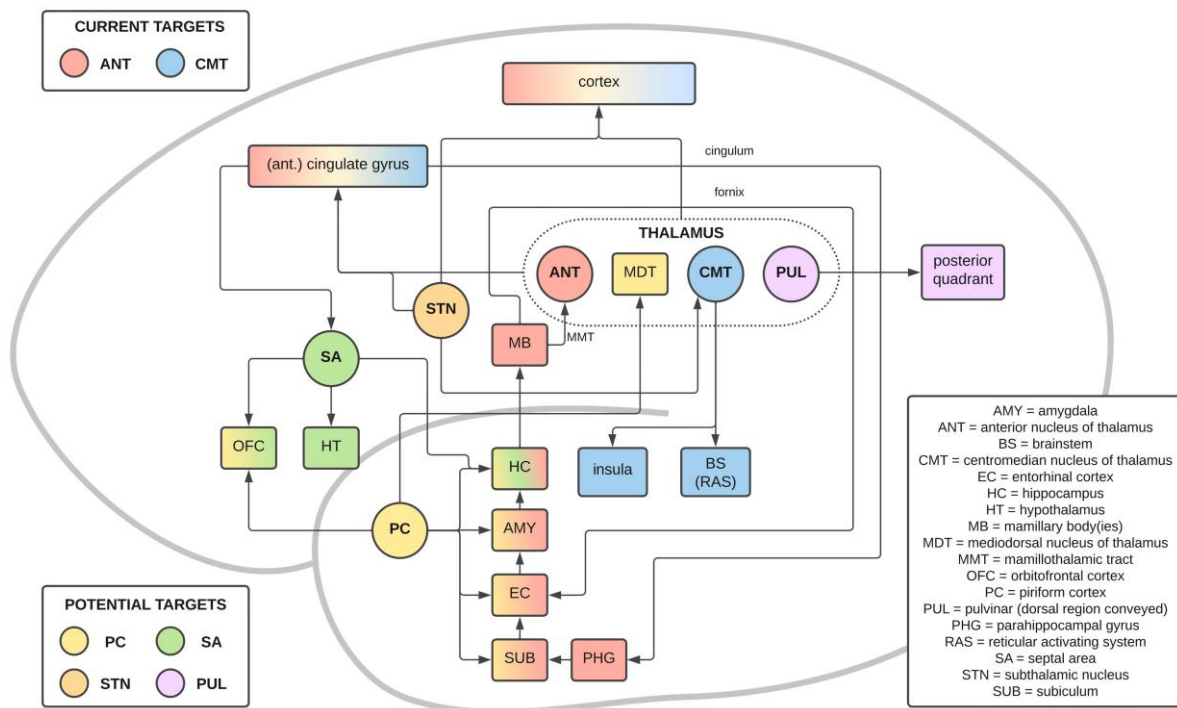 CURRENT TARGETS
ANT
CMT
cortex
(ant.) cingulate gyrus
cingulum
fornix
THALAMUS
ANT
MDT
CMT
PUL
posterior
quadrant
STN
MB
MMT
SA
OFC
HT
HC
insula
BS
(RAS)
PC
AMY
EC
SUB
PHG
POTENTIAL TARGETS
PC
SA
STN
PUL
AMY = amygdala
ANT = anterior nucleus of thalamus
BS = brainstem
CMT = centromedian nucleus of thalamus
EC = entorhinal cortex
HC = hippocampus
HT = hypothalamus
MB = mamillary body(ies)
MDT = mediodorsal nucleus of thalamus
MMT = mamillothalamic tract
OFC = orbitofrontal cortex
PC = piriform cortex
PUL = pulvinar (dorsal region conveyed)
PHG = parahippocampal gyrus
RAS = reticular activating system
SA = septal area
STN = subthalamic nucleus
SUB = subiculum